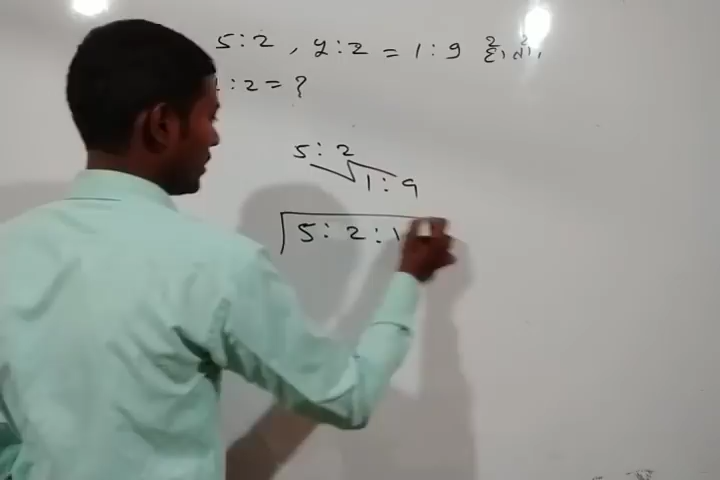 5 : 2 , y : z = 1 : 9
: z = ?
5 : 2
1 : 9
5 : 2 : 1